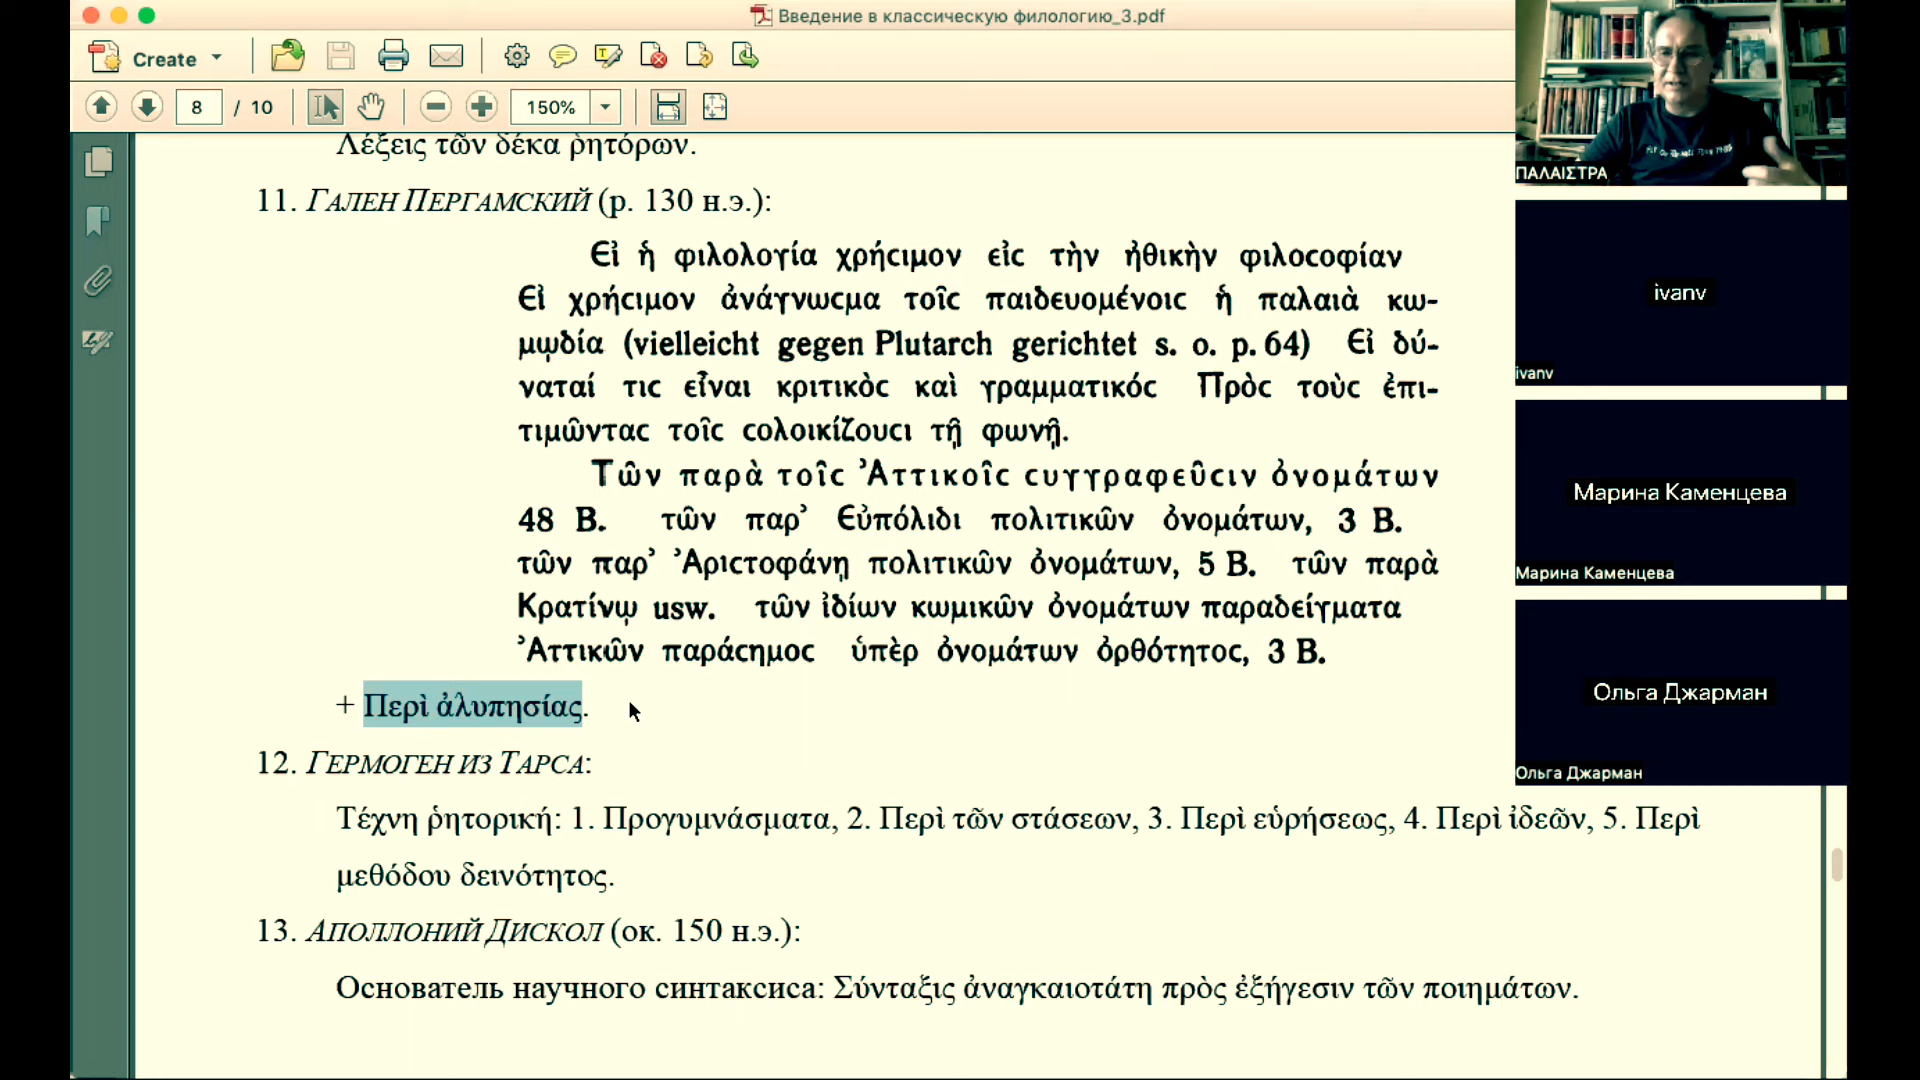 Введение в классическую филологию_3.pdf
Create
8 / 10
150%
Λέξεις τῶν δέκα ῥητόρων.
11. ГАЛЕН ПЕРГАМСКИЙ (р. 130 н.э.):
Εἰ ἡ φιλολογία χρήϲιμον εἰϲ τὴν ἠθικὴν φιλοϲοφίαν
Εἰ χρήϲιμον ἀνάγνωϲμα τοῖϲ παιδευομένοιϲ ἡ παλαιὰ κω-
μῳδία (vielleicht gegen Plutarch gerichtet s. o. p. 64) Εἰ δύ-
ναταί τιϲ εἶναι κριτικὸϲ καὶ γραμματικόϲ Πρὸϲ τοὺϲ ἐπι-
τιμῶνταϲ τοῖϲ ϲολοικίζουϲι τῇ φωνῇ.
Τῶν παρὰ τοῖϲ Ἀττικοῖϲ ϲυγγραφεῦϲιν ὀνομάτων
48 B. τῶν παρ’ Εὐπόλιδι πολιτικῶν ὀνομάτων, 3 B.
τῶν παρ’ Ἀριϲτοφάνῃ πολιτικῶν ὀνομάτων, 5 B. τῶν παρὰ
Κρατίνῳ usw. τῶν ἰδίων κωμικῶν ὀνομάτων παραδείγματα
Ἀττικῶν παράϲημοϲ ὑπὲρ ὀνομάτων ὀρθότητοϲ, 3 B.
+ Περὶ ἀλυπησίας.
12. ГЕРМОГЕН ИЗ ТАРСА:
Τέχνη ῥητορική: 1. Προγυμνάσματα, 2. Περὶ τῶν στάσεων, 3. Περὶ εὑρήσεως, 4. Περὶ ἰδεῶν, 5. Περὶ
μεθόδου δεινότητος.
13. АПОЛЛОНИЙ ДИСКОЛ (ок. 150 н.э.):
Основатель научного синтаксиса: Σύνταξις ἀναγκαιοτάτη πρὸς ἐξήγεσιν τῶν ποιημάτων.
ΠΑΛΑΙΣΤΡΑ
ivanv
ivanv
Марина Каменцева
Марина Каменцева
Ольга Джарман
Ольга Джарман